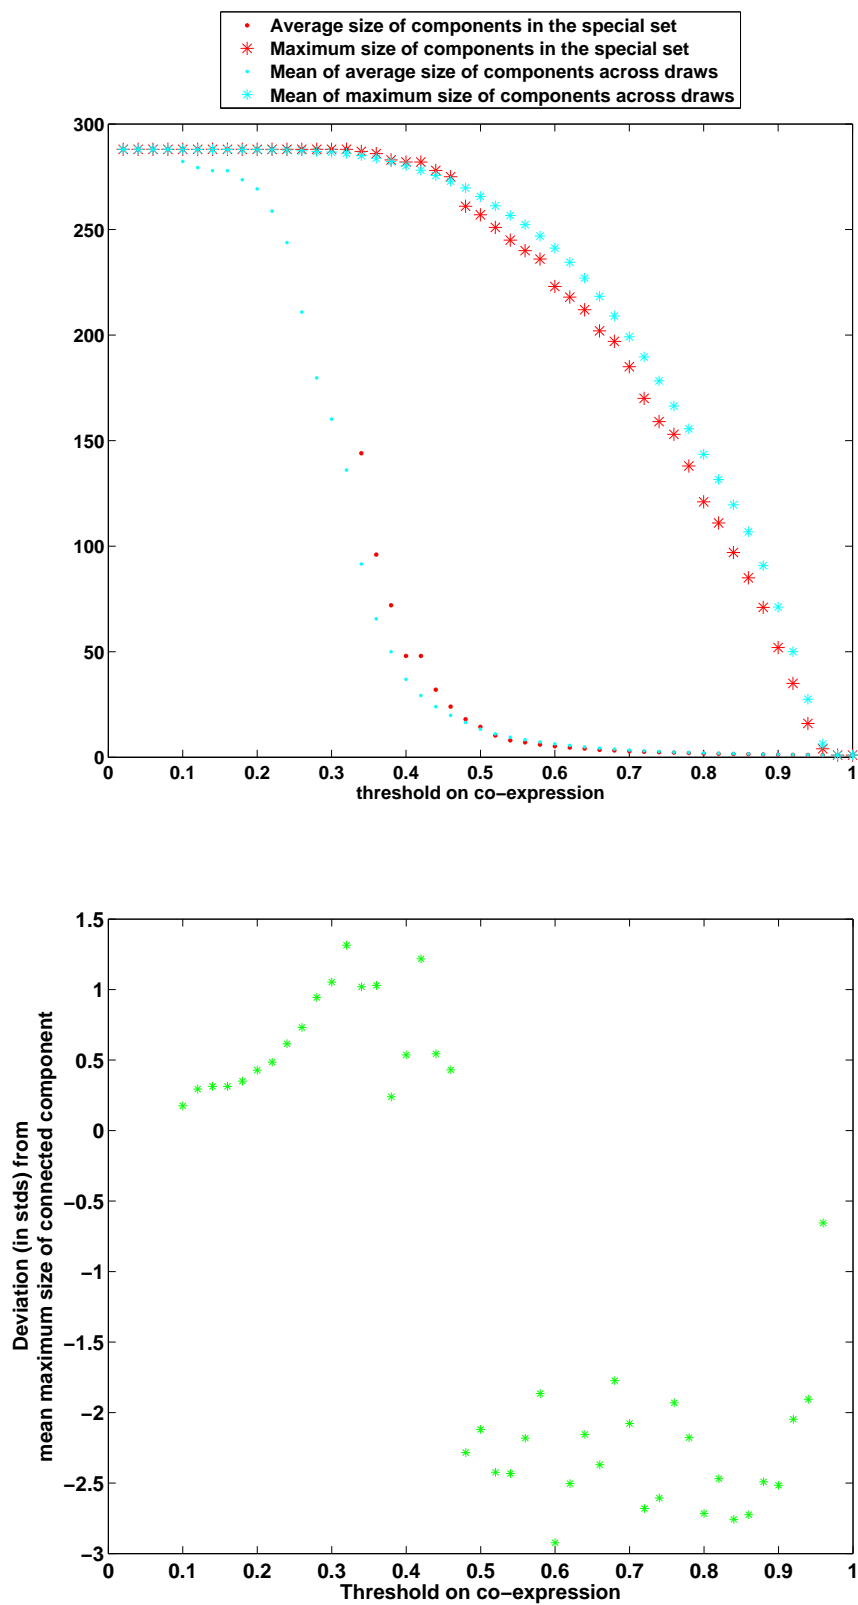 Average size of components in the special set
Maximum size of components in the special set
Mean of average size of components across draws
Mean of maximum size of components across draws
300
250
200
150
100
50
0
0 0.1 0.2 0.3 0.4 0.5 0.6 0.7 0.8 0.9 1
threshold on co−expression
1.5
1
0.5
0
−0.5
−1
−1.5
−2
−2.5
−3
Deviation (in stds) from
mean maximum size of connected component
0 0.1 0.2 0.3 0.4 0.5 0.6 0.7 0.8 0.9 1
Threshold on co−expression